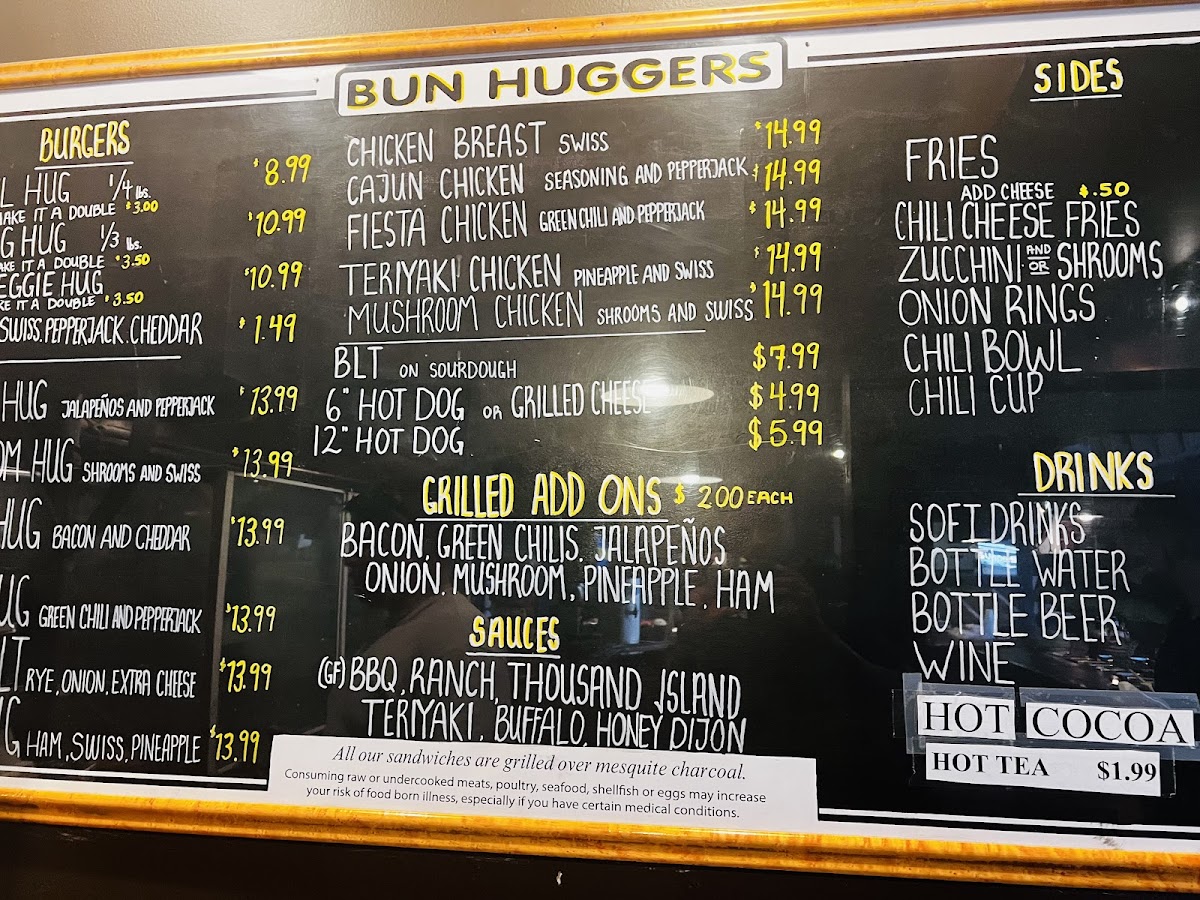 BUN HUGGERS
BURGERS
L HUG 1/4 lbs. $8.99
AKE IT A DOUBLE $3.00
G HUG 1/3 lbs. $10.99
AKE IT A DOUBLE $3.50
EGGIE HUG $10.99
KE IT A DOUBLE $3.50
SWISS. PEPPERJACK. CHEDDAR $1.49
HUG JALAPEÑOS AND PEPPERJACK $13.99
OM HUG SHROOMS AND SWISS $13.99
HUG BACON AND CHEDDAR $13.99
UG GREEN CHILI AND PEPPERJACK $13.99
LT RYE, ONION, EXTRA CHEESE $13.99
G HAM, SWISS, PINEAPPLE $13.99
CHICKEN BREAST SWISS $14.99
CAJUN CHICKEN SEASONING AND PEPPERJACK $14.99
FIESTA CHICKEN GREEN CHILI AND PEPPERJACK $14.99
TERIYAKI CHICKEN PINEAPPLE AND SWISS $14.99
MUSHROOM CHICKEN SHROOMS AND SWISS $14.99
BLT ON SOURDOUGH $7.99
6" HOT DOG OR GRILLED CHEESE $4.99
12" HOT DOG $5.99
GRILLED ADD ONS $2.00 EACH
BACON, GREEN CHILIS, JALAPEÑOS
ONION, MUSHROOM, PINEAPPLE, HAM
SAUCES
(GF) BBQ, RANCH, THOUSAND ISLAND
TERIYAKI, BUFFALO, HONEY DIJON
All our sandwiches are grilled over mesquite charcoal.
Consuming raw or undercooked meats, poultry, seafood, shellfish or eggs may increase
your risk of food born illness, especially if you have certain medical conditions.
SIDES
FRIES
ADD CHEESE $.50
CHILI CHEESE FRIES
ZUCCHINI AND OR SHROOMS
ONION RINGS
CHILI BOWL
CHILI CUP
DRINKS
SOFT DRINKS
BOTTLE WATER
BOTTLE BEER
WINE
HOT COCOA
HOT TEA $1.99